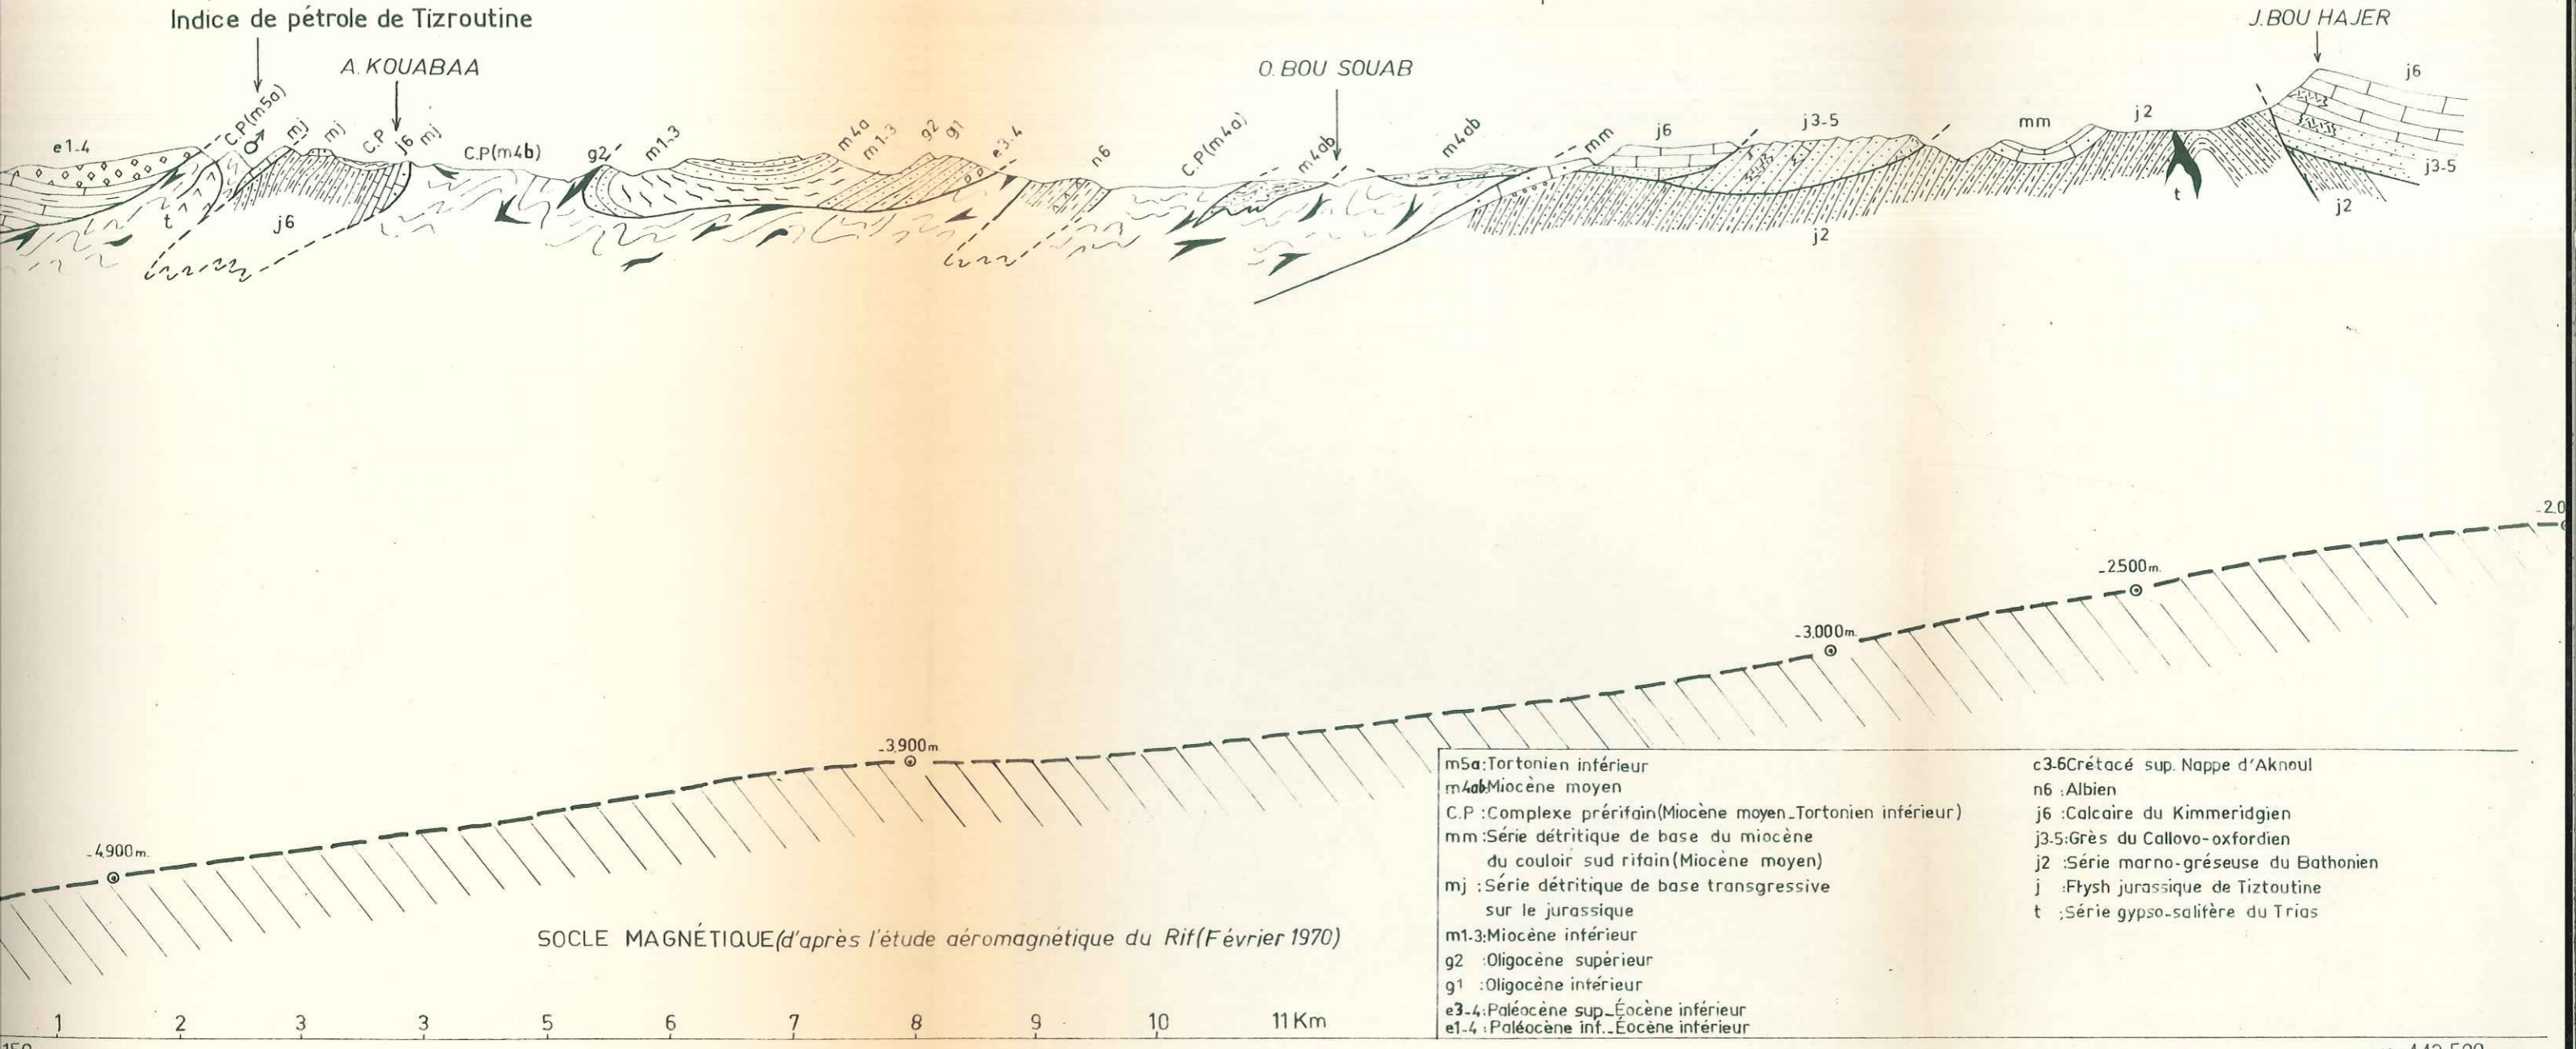 Indice de pétrole de Tizroutine
J.BOU HAJER
A. KOUABAA
O. BOU SOUAB
e1.4
C.P(m5a)
mj
mj
C.P
j6
mj
C.P(m4b)
g2
m1-3
m4a
m1-3
g2
g1
e3-4
n6
C.P(m4a)
m4ab
m4ab
mm
j6
j3-5
mm
j2
j6
j3-5
t
j6
j2
t
j2
_2.0
_2500m.
_3.000m.
_3.900m.
_4.900m.
SOCLE MAGNÉTIQUE(d'après l'étude aéromagnétique du Rif(Février 1970)
m5a:Tortonien inférieur
m4ab:Miocène moyen
C.P :Complexe prérifain(Miocène moyen_Tortonien inférieur)
mm :Série détritique de base du miocène
du couloir sud rifain(Miocène moyen)
mj :Série détritique de base transgressive
sur le jurassique
m1-3:Miocène inférieur
g2 :Oligocène supérieur
g1 :Oligocène inférieur
e3-4:Paléocène sup_Éocène inférieur
e1-4 :Paléocène inf._Éocène inférieur
c3-6Crétacé sup. Nappe d'Aknoul
n6 :Albien
j6 :Calcaire du Kimmeridgien
j3-5:Grès du Callovo-oxfordien
j2 :Série marno-gréseuse du Bathonien
j :Flysh jurassique de Tiztoutine
t :Série gypso-salifère du Trias
1 2 3 3 5 6 7 8 9 10 11 Km